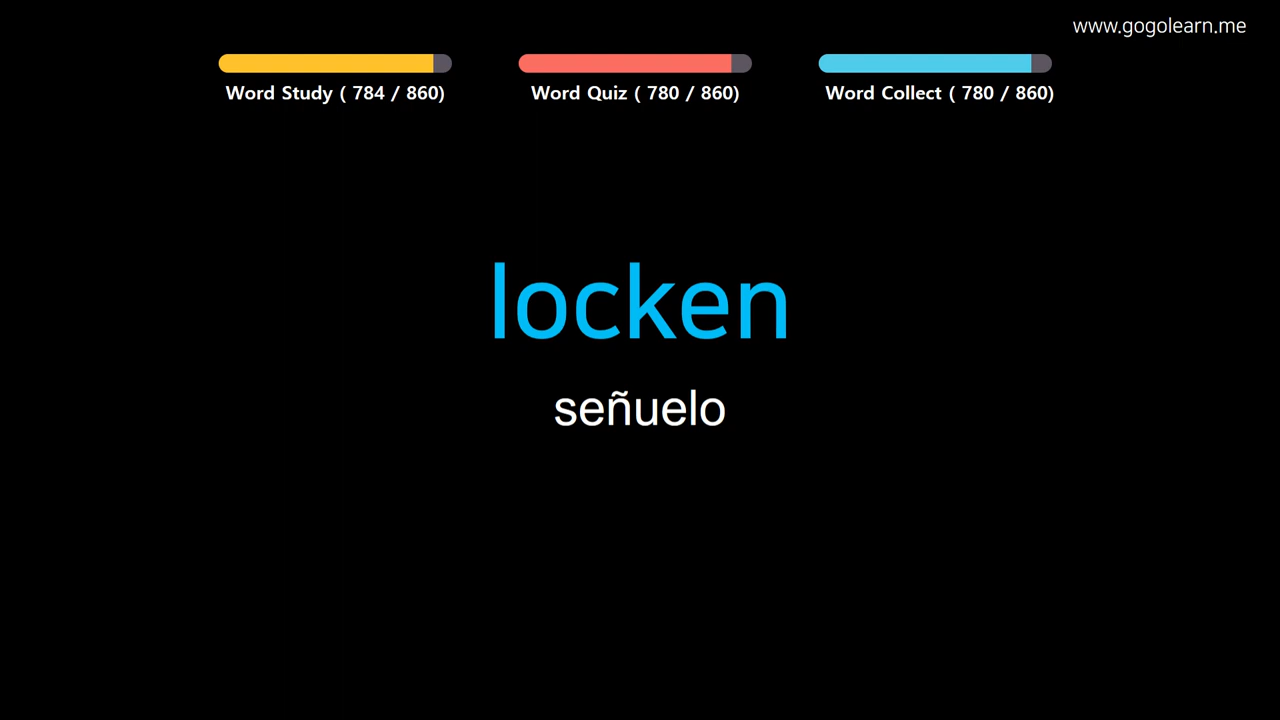 www.gogolearn.me
Word Study ( 784 / 860)
Word Quiz ( 780 / 860)
Word Collect ( 780 / 860)
locken
señuelo